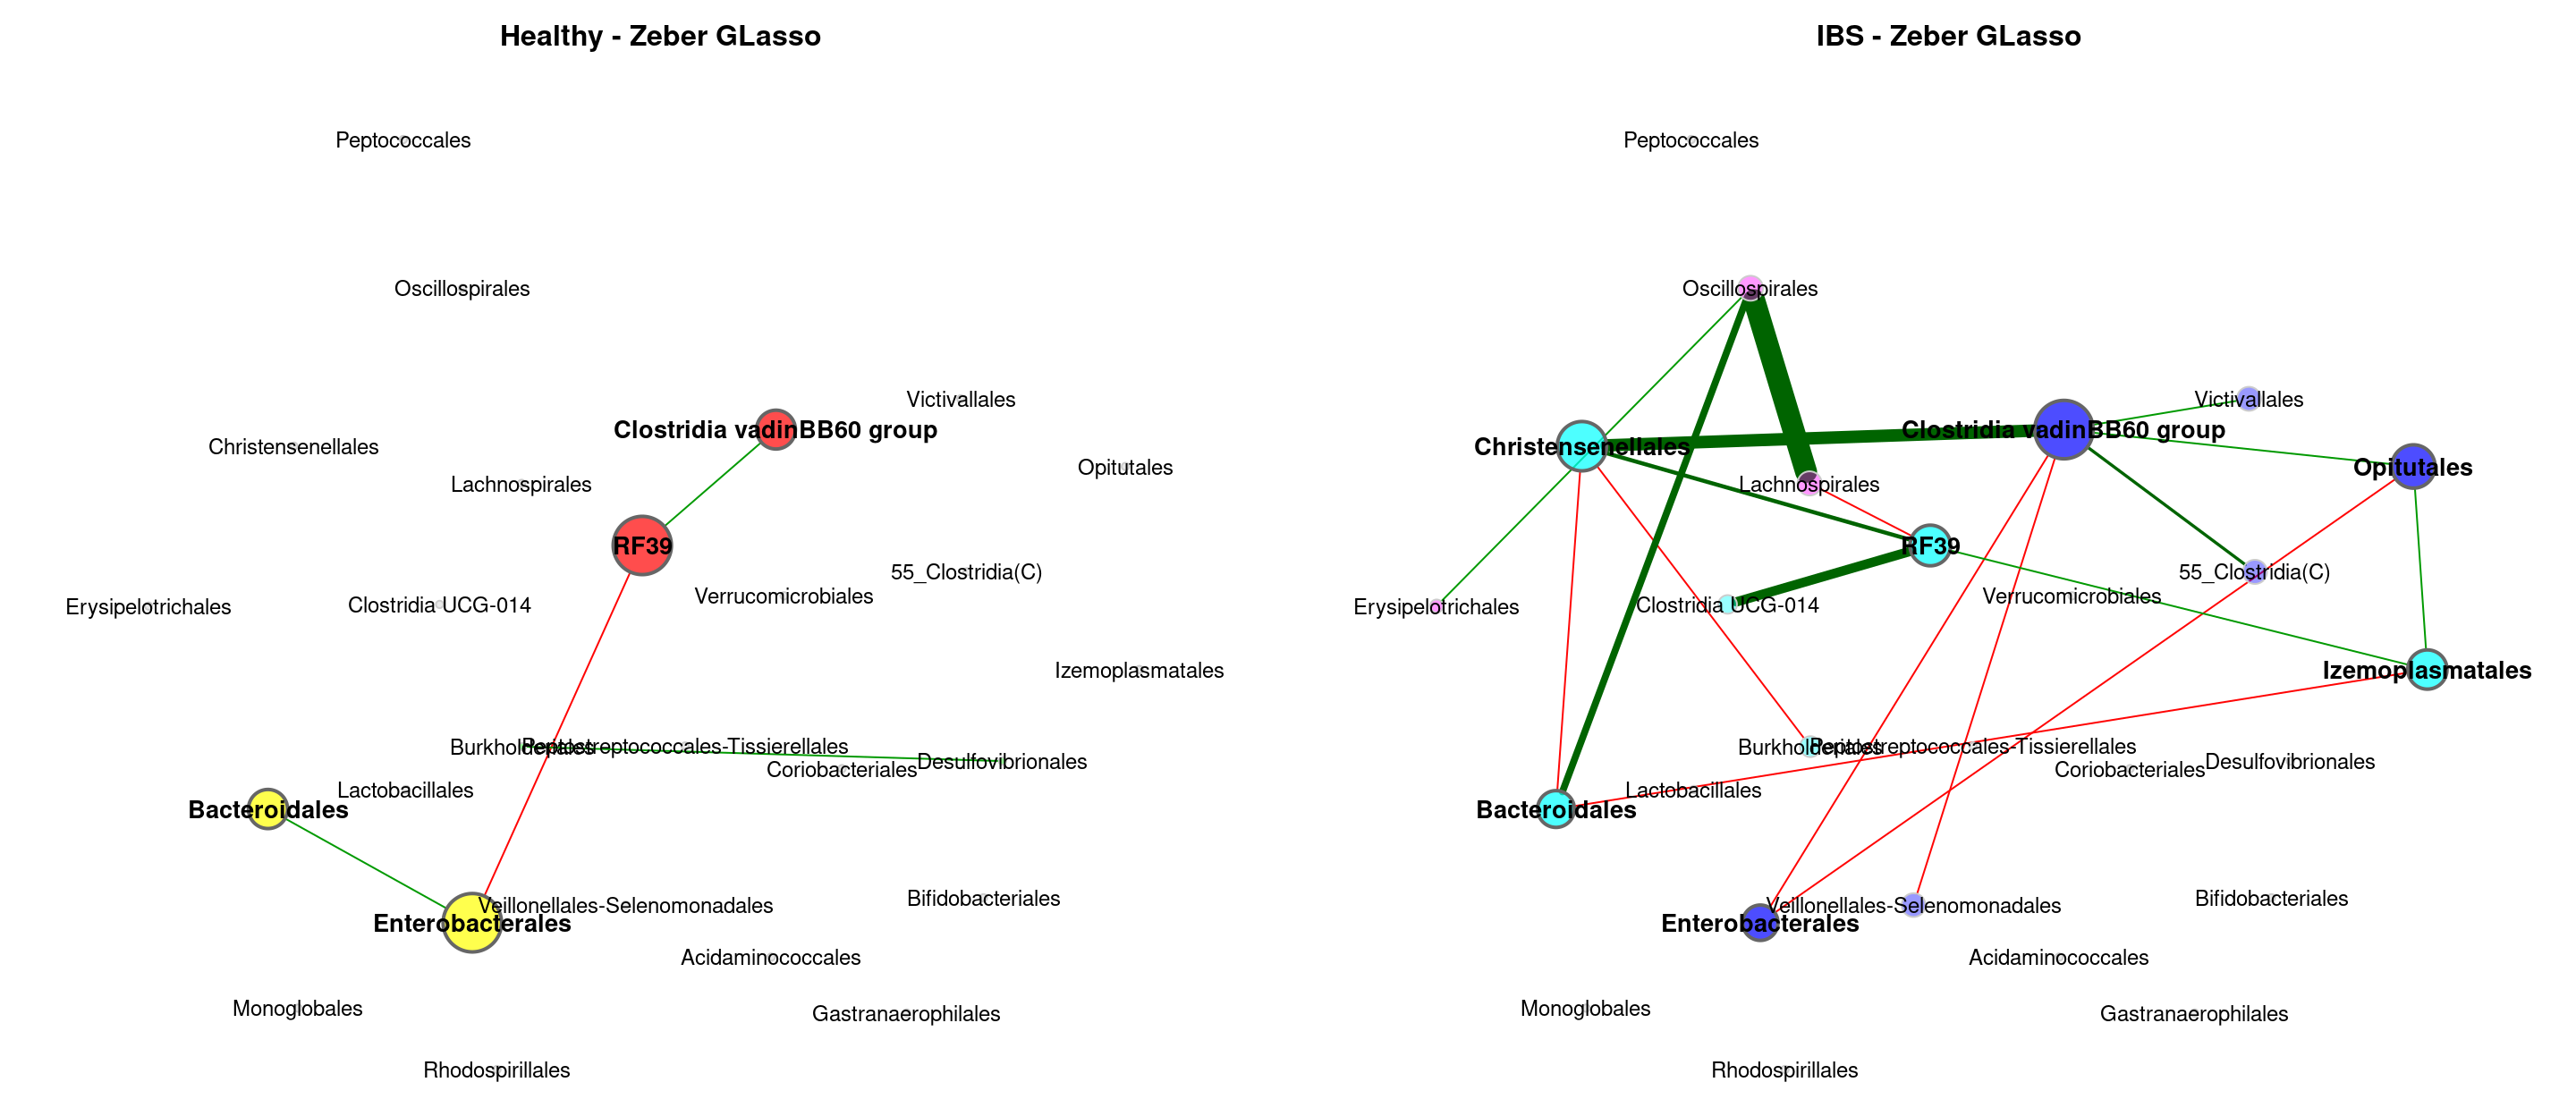 Healthy - Zeber GLasso
Peptococcales
Oscillospirales
Victivallales
Clostridia vadinBB60 group
Christensenellales
Opitutales
Lachnospirales
RF39
55_Clostridia(C)
Verrucomicrobiales
Erysipelotrichales
Clostridia UCG-014
Izemoplasmatales
Burkholderiales
Peptostreptococcales-Tissierellales
Desulfovibrionales
Coriobacteriales
Lactobacillales
Bacteroidales
Bifidobacteriales
Veillonellales-Selenomonadales
Enterobacterales
Acidaminococcales
Monoglobales
Gastranaerophilales
Rhodospirillales
IBS - Zeber GLasso
Peptococcales
Oscillospirales
Victivallales
Clostridia vadinBB60 group
Christensenellales
Opitutales
Lachnospirales
RF39
55_Clostridia(C)
Verrucomicrobiales
Erysipelotrichales
Clostridia UCG-014
Izemoplasmatales
Burkholderiales
Peptostreptococcales-Tissierellales
Desulfovibrionales
Coriobacteriales
Lactobacillales
Bacteroidales
Bifidobacteriales
Veillonellales-Selenomonadales
Enterobacterales
Acidaminococcales
Monoglobales
Gastranaerophilales
Rhodospirillales